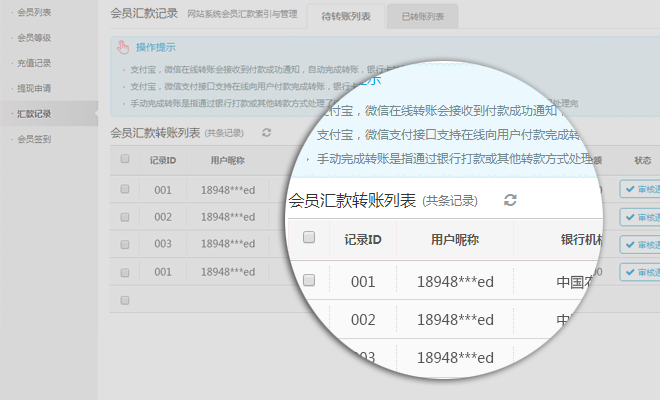 会员列表
会员等级
充值记录
提现申请
汇款记录
会员签到
会员汇款记录 网站系统会员汇款索引与管理 待转账列表 已转账列表
操作提示
支付宝，微信在线转账会接收到付款成功通知，自动完成转账，银行
支付宝，微信支付接口支持在线向用户付款完成转账，银行
手动完成转账是指通过银行打款或其他转款方式处理了
会员汇款转账列表 (共条记录)
记录ID 用户昵称 状态
001 18948***ed 审核
002 18948***ed 审核
003 18948***ed 审核
001 18948***ed 审核
提示
支付宝，微信在线转账会接收到付款成功通知
支付宝，微信支付接口支持在线向用户付款完成转
手动完成转账是指通过银行打款或其他转款方式处理
会员汇款转账列表 (共条记录)
记录ID 用户昵称 银行机
001 18948***ed 中国农
002 18948***ed 中
003 18948***ed